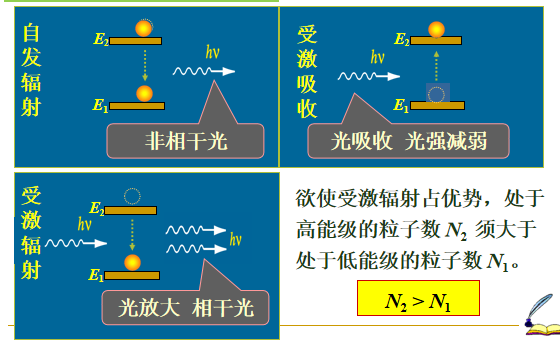 自发辐射
E₂
hν
E₁
非相干光
受激吸收
E₂
hν
E₁
光吸收 光强减弱
受激辐射
hν
E₂
hν
E₁
光放大 相干光
欲使受激辐射占优势，处于
高能级的粒子数 N₂ 须大于
处于低能级的粒子数 N₁。
N₂ > N₁